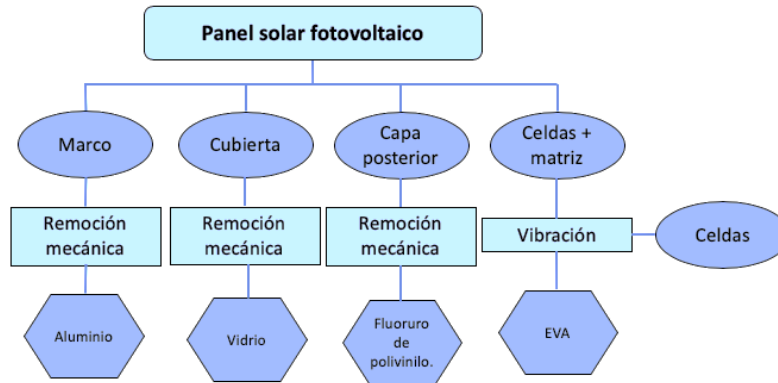 Panel solar fotovoltaico
Marco
Cubierta
Capa
posterior
Celdas +
matriz
Remoción
mecánica
Remoción
mecánica
Remoción
mecánica
Vibración
Celdas
Aluminio
Vidrio
Fluoruro
de
polivinilo.
EVA